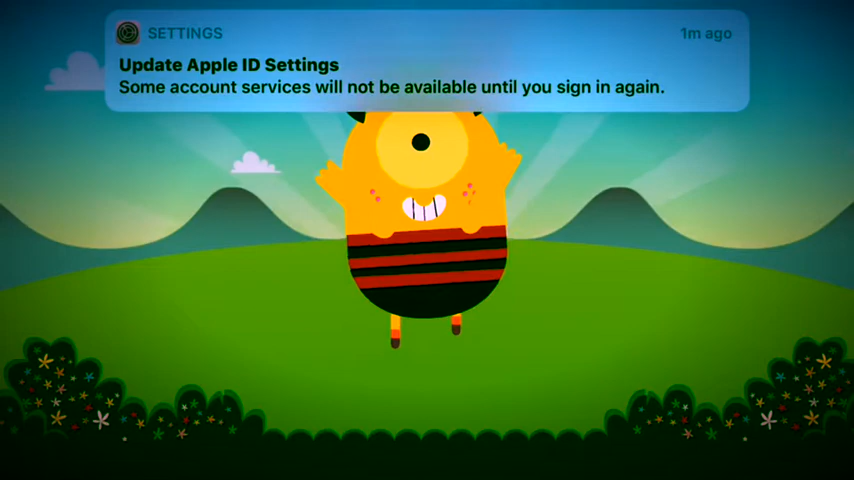 SETTINGS 1m ago
Update Apple ID Settings
Some account services will not be available until you sign in again.